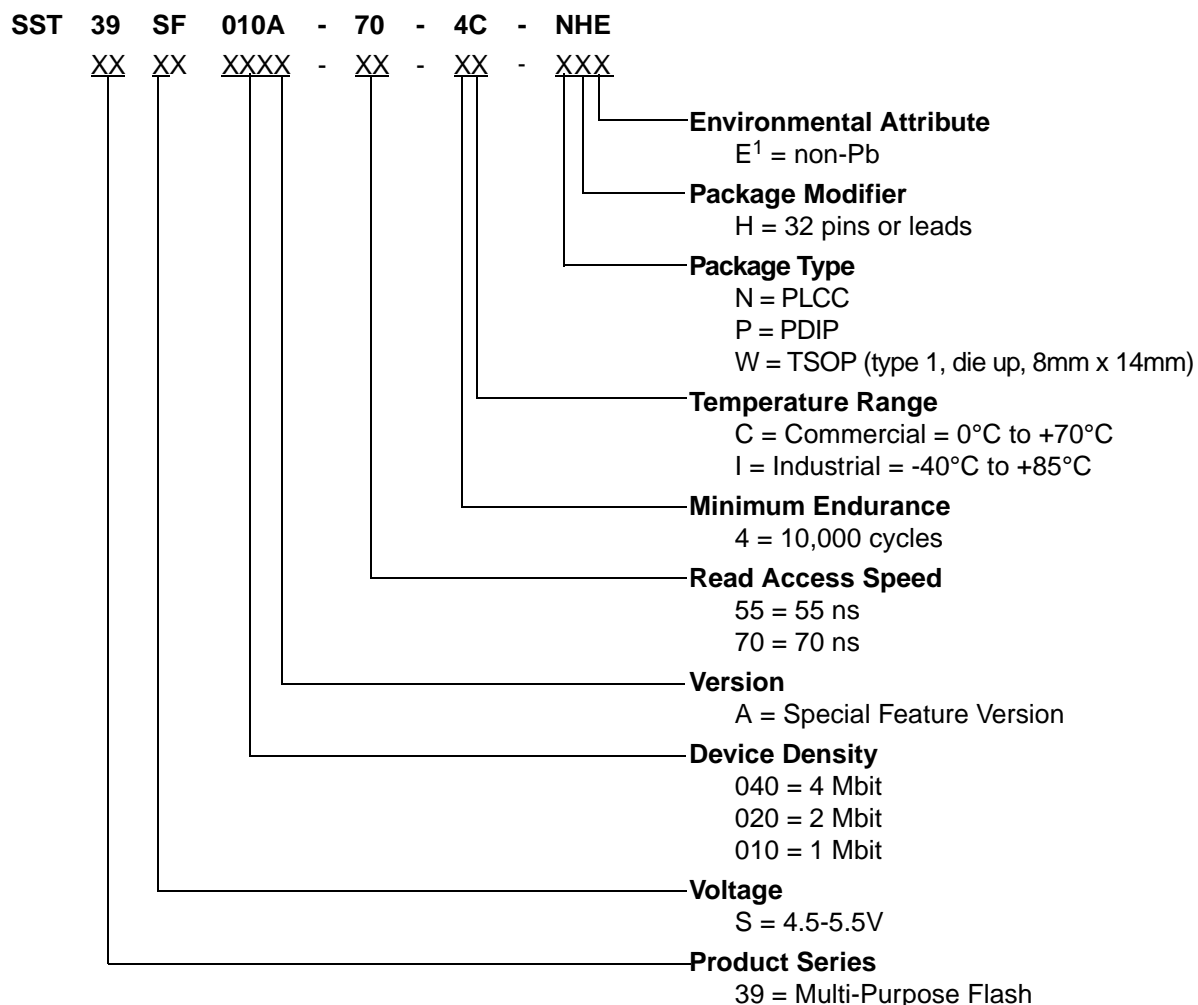 SST 39 SF 010A - 70 - 4C - NHE
XX XX XXXX - XX - XX - XXX
Environmental Attribute
E1 = non-Pb
Package Modifier
H = 32 pins or leads
Package Type
N = PLCC
P = PDIP
W = TSOP (type 1, die up, 8mm x 14mm)
Temperature Range
C = Commercial = 0°C to +70°C
I = Industrial = -40°C to +85°C
Minimum Endurance
4 = 10,000 cycles
Read Access Speed
55 = 55 ns
70 = 70 ns
Version
A = Special Feature Version
Device Density
040 = 4 Mbit
020 = 2 Mbit
010 = 1 Mbit
Voltage
S = 4.5-5.5V
Product Series
39 = Multi-Purpose Flash